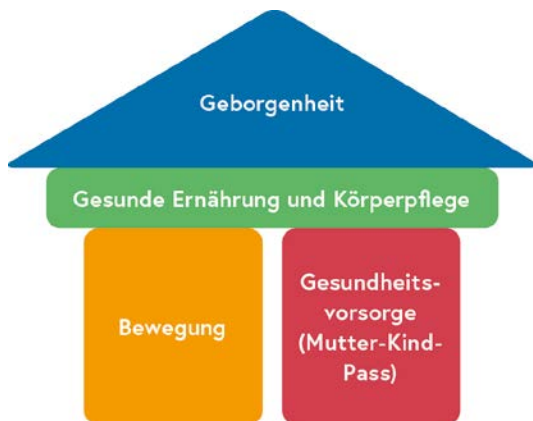 Geborgenheit
Gesunde Ernährung und Körperpflege
Bewegung
Gesundheits-
vorsorge
(Mutter-Kind-
Pass)